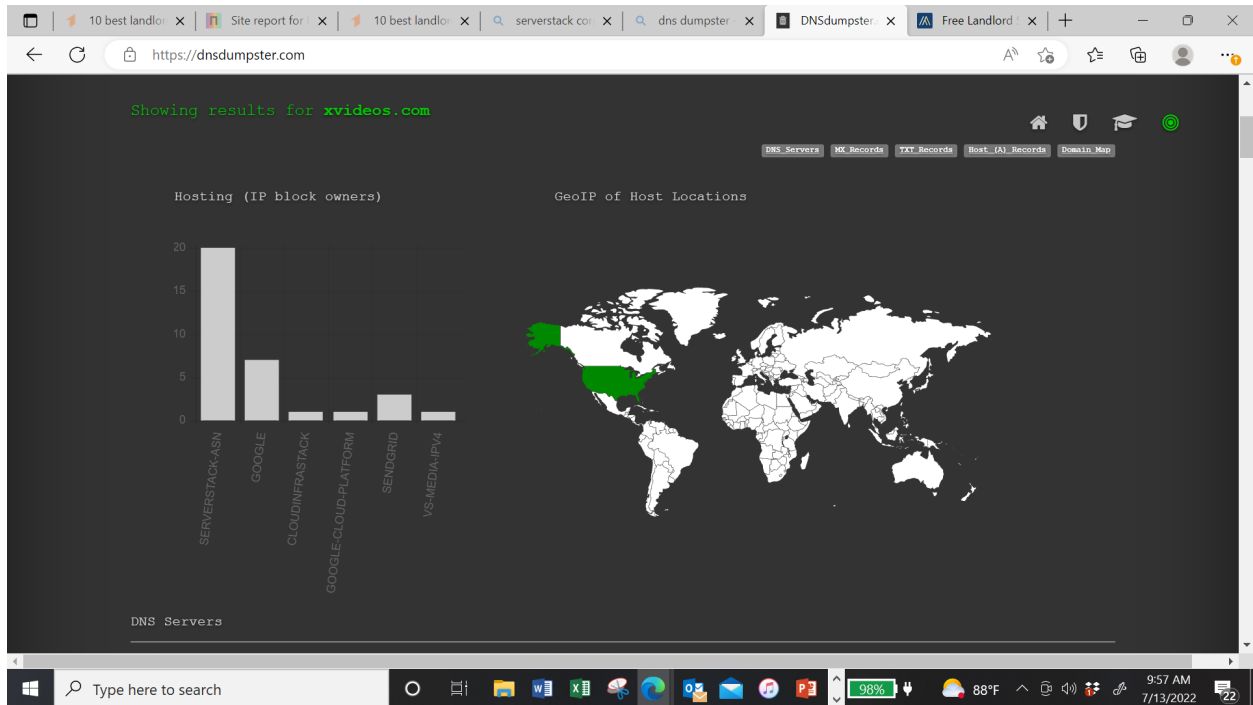 10 best landlor
Site report for
10 best landlor
serverstack con
dns dumpster
DNSdumpster.
Free Landlord
https://dnsdumpster.com
Showing results for xvideos.com
DNS_Servers MX_Records TXT_Records Host_(A)_Records Domain_Map
Hosting (IP block owners)
GeoIP of Host Locations
20
15
10
5
0
SERVERSTACK-ASN
GOOGLE
CLOUDINFRASTACK
GOOGLE-CLOUD-PLATFORM
SENDGRID
VS-MEDIA-IPV4
DNS Servers
Type here to search
98%
88°F
9:57 AM
7/13/2022
22